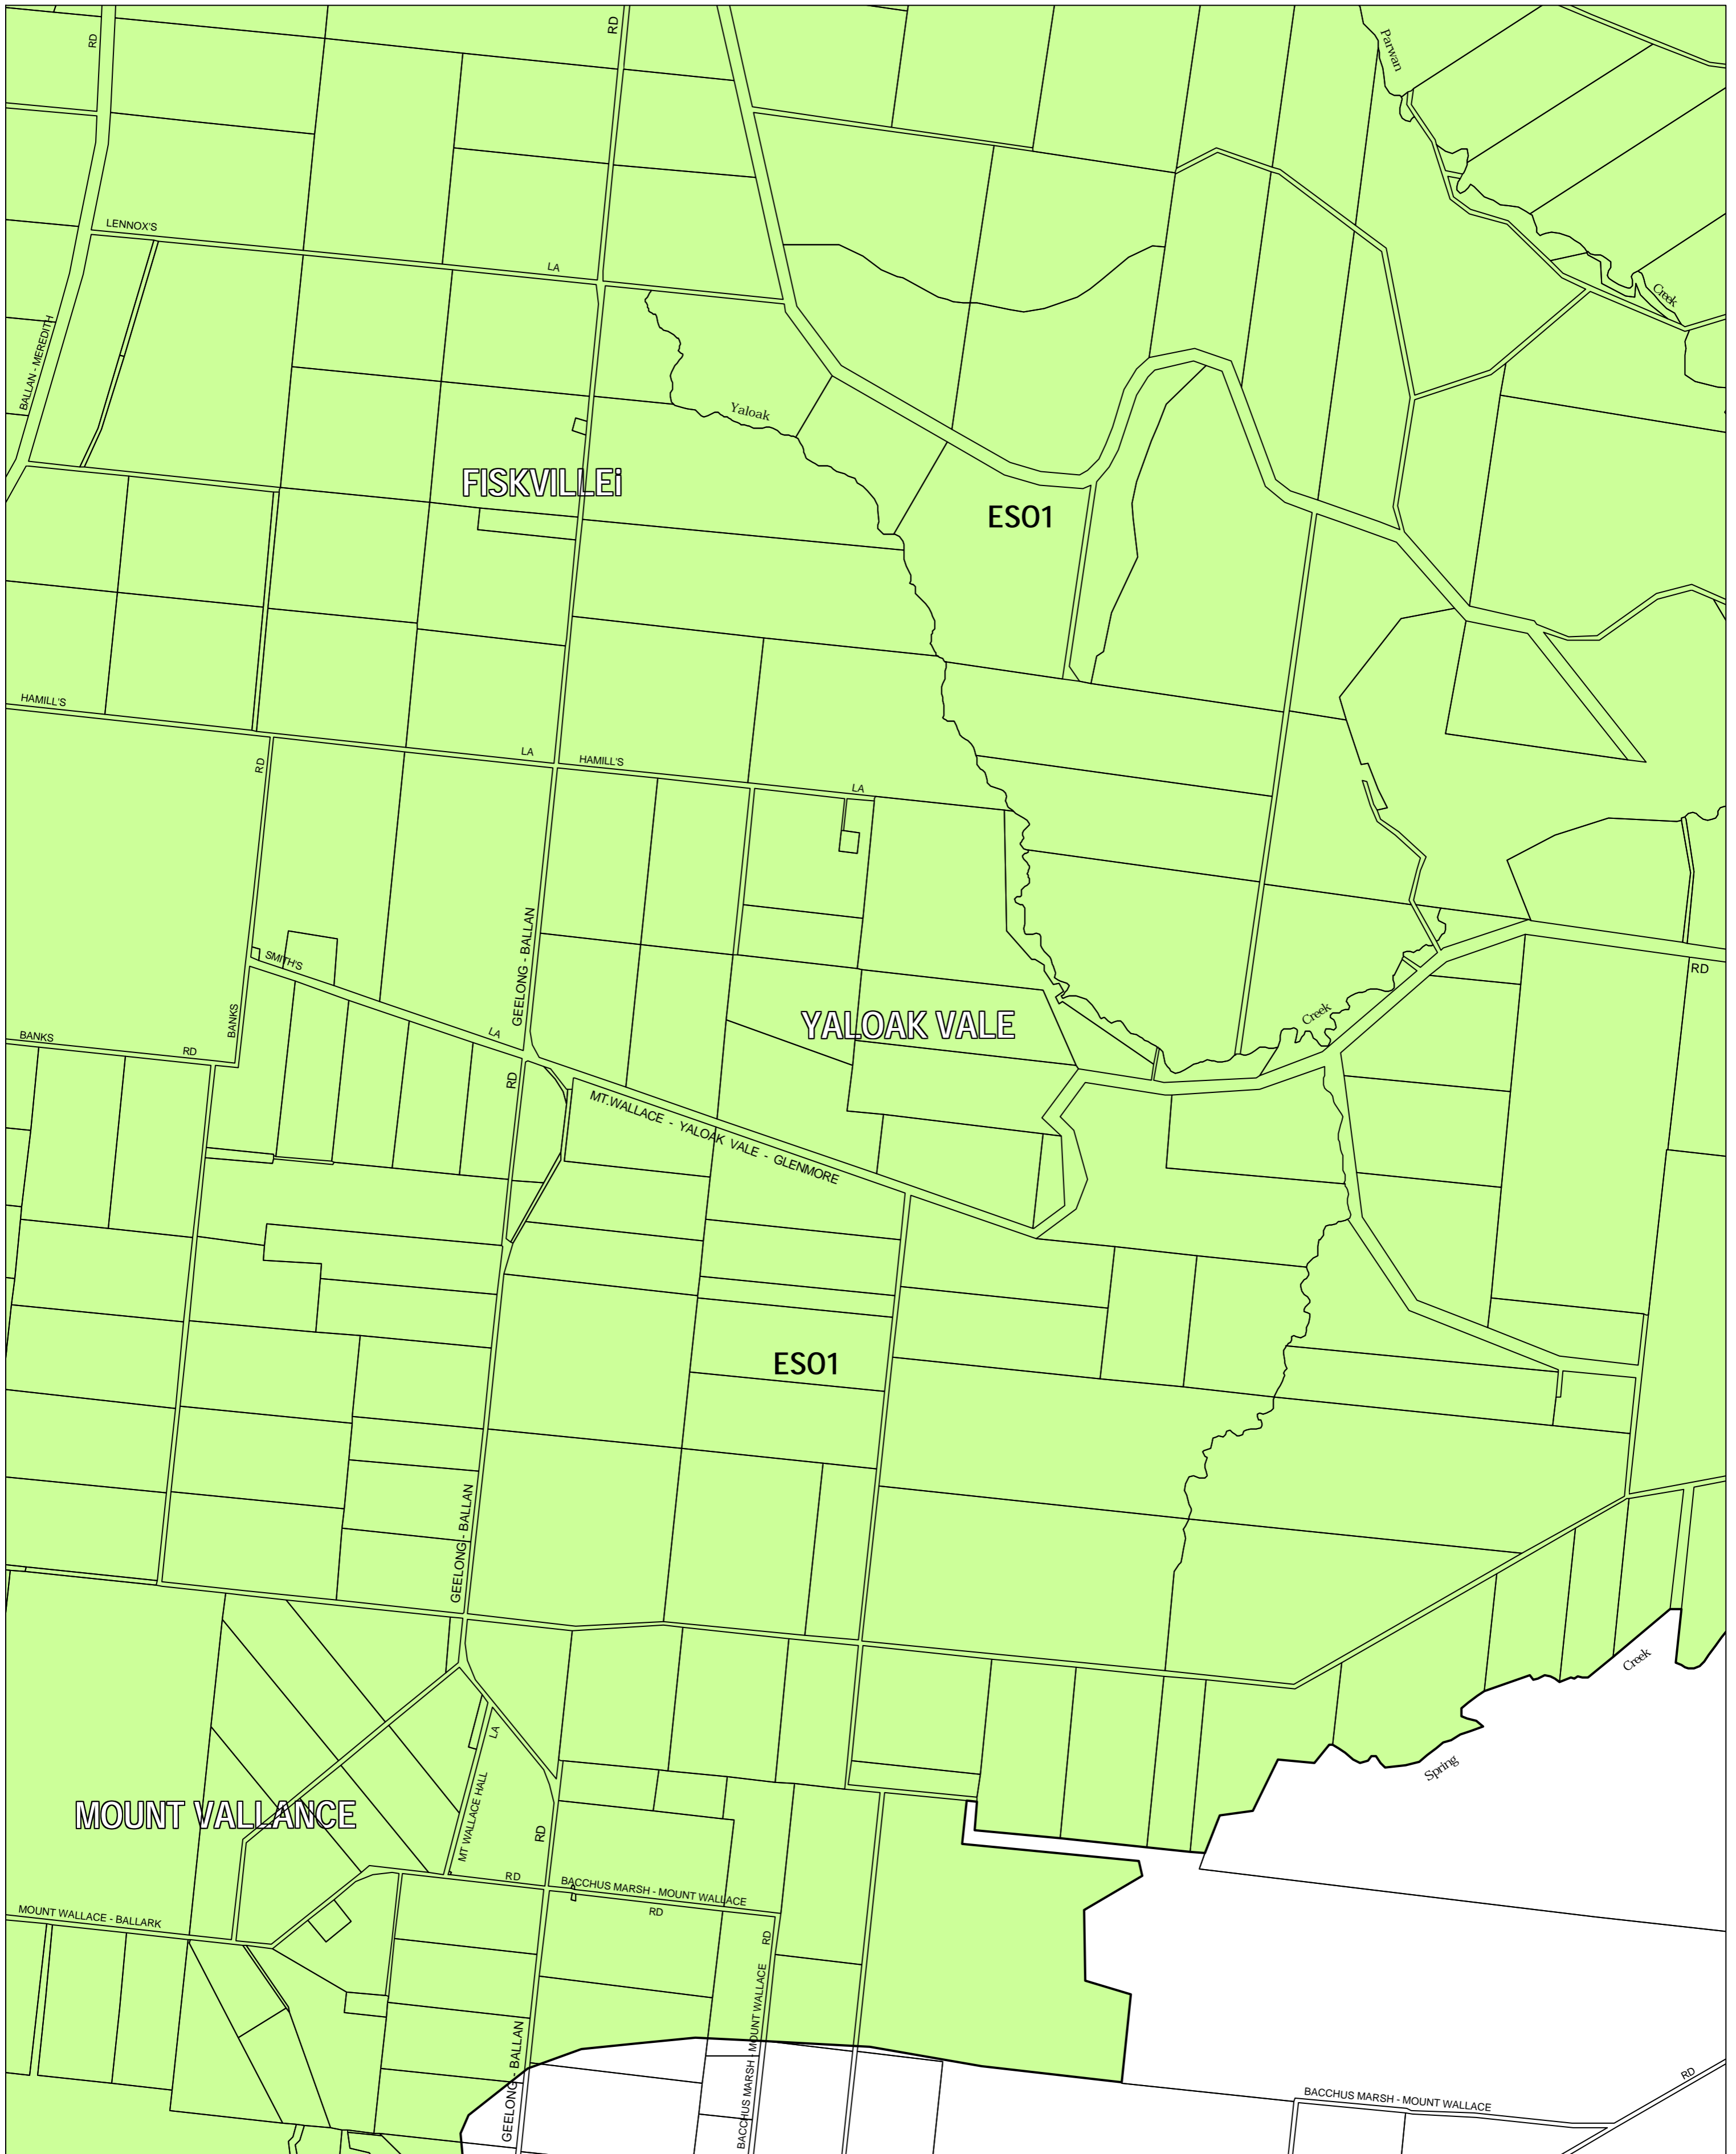 RD
RD
Parwan
LENNOX'S
LA
Creek
BALLAN - MEREDITH
Yaloak
FISKVILLEi
ESO1
HAMILL'S
LA
HAMILL'S
RD
LA
GEELONG - BALLAN
SMITH'S
RD
BANKS
YALOAK VALE
Creek
LA
BANKS
RD
RD
MT.WALLACE - YALOAK VALE - GLENMORE
ESO1
GEELONG - BALLAN
Creek
LA
Spring
MT WALLACE HALL
MOUNT VALLANCE
RD
RD
BACCHUS MARSH - MOUNT WALLACE
RD
MOUNT WALLACE - BALLARK
RD
BACCHUS MARSH - MOUNT WALLACE
GEELONG - BALLAN
RD
BACCHUS MARSH - MOUNT WALLACE